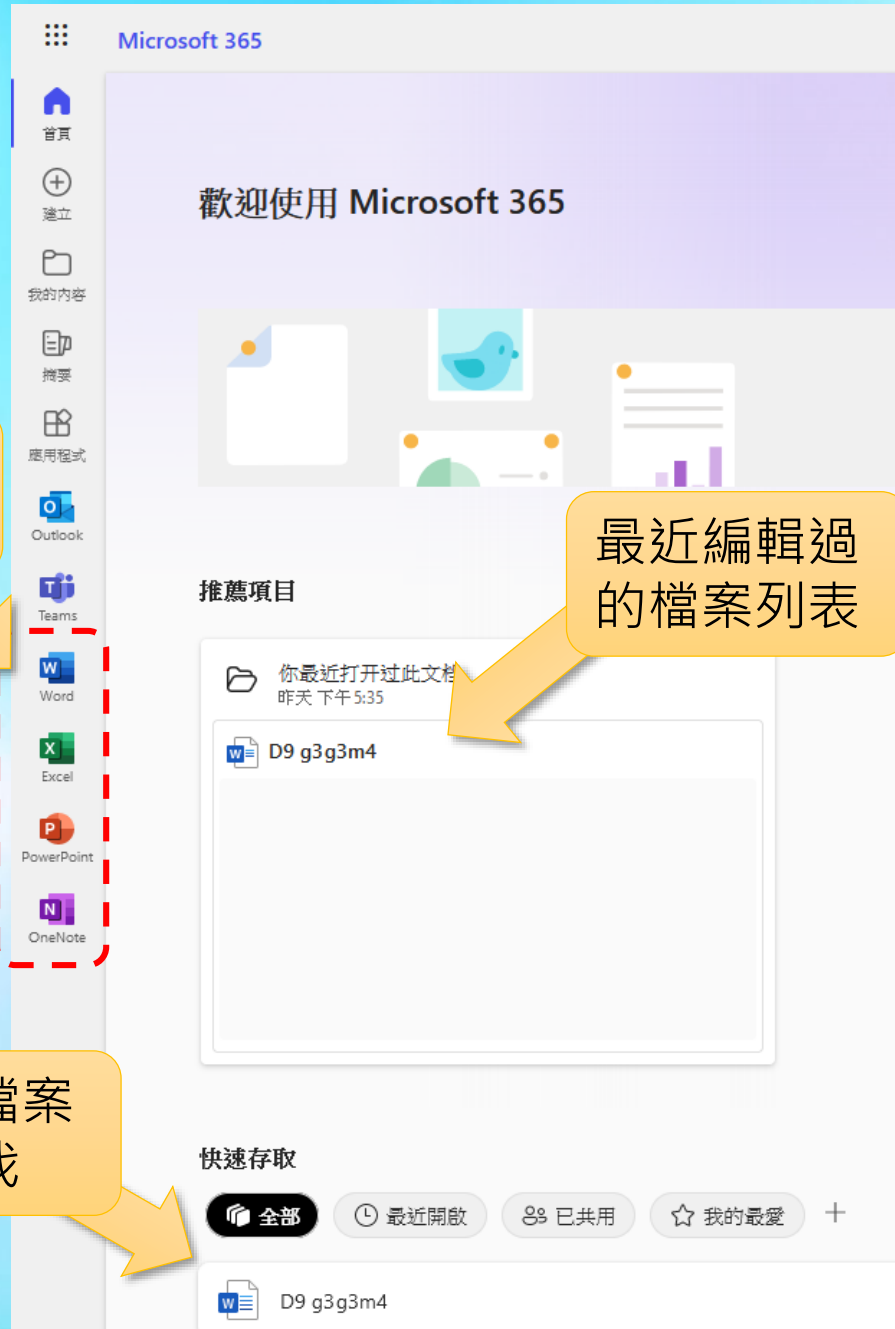 Microsoft 365
首頁
建立
我的內容
摘要
應用程式
Outlook
Teams
Word
Excel
PowerPoint
OneNote
歡迎使用 Microsoft 365
最近編輯過
的檔案列表
推薦項目
你最近打开过此文档
昨天 下午 5:35
D9 g3g3m4
檔案
找
快速存取
全部
最近開啟
已共用
我的最愛
D9 g3g3m4